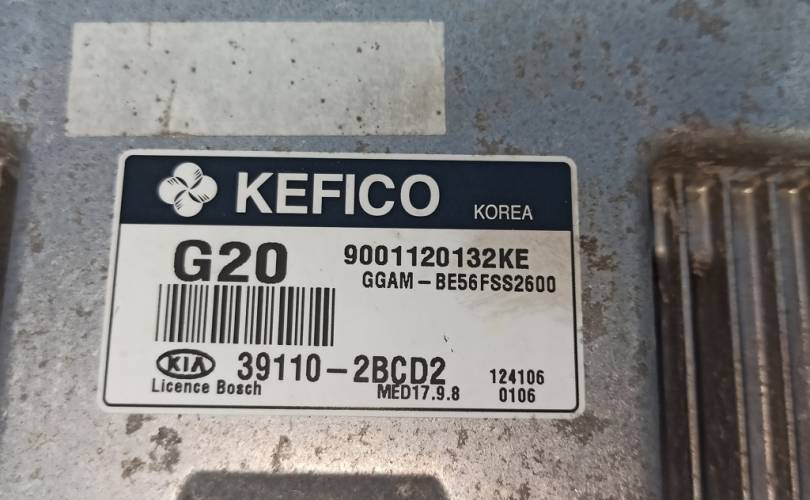 KEFICO KOREA
G20 9001120132KE
GGAM-BE56FSS2600
KIA 39110-2BCD2 124106
Licence Bosch MED17.9.8 0106